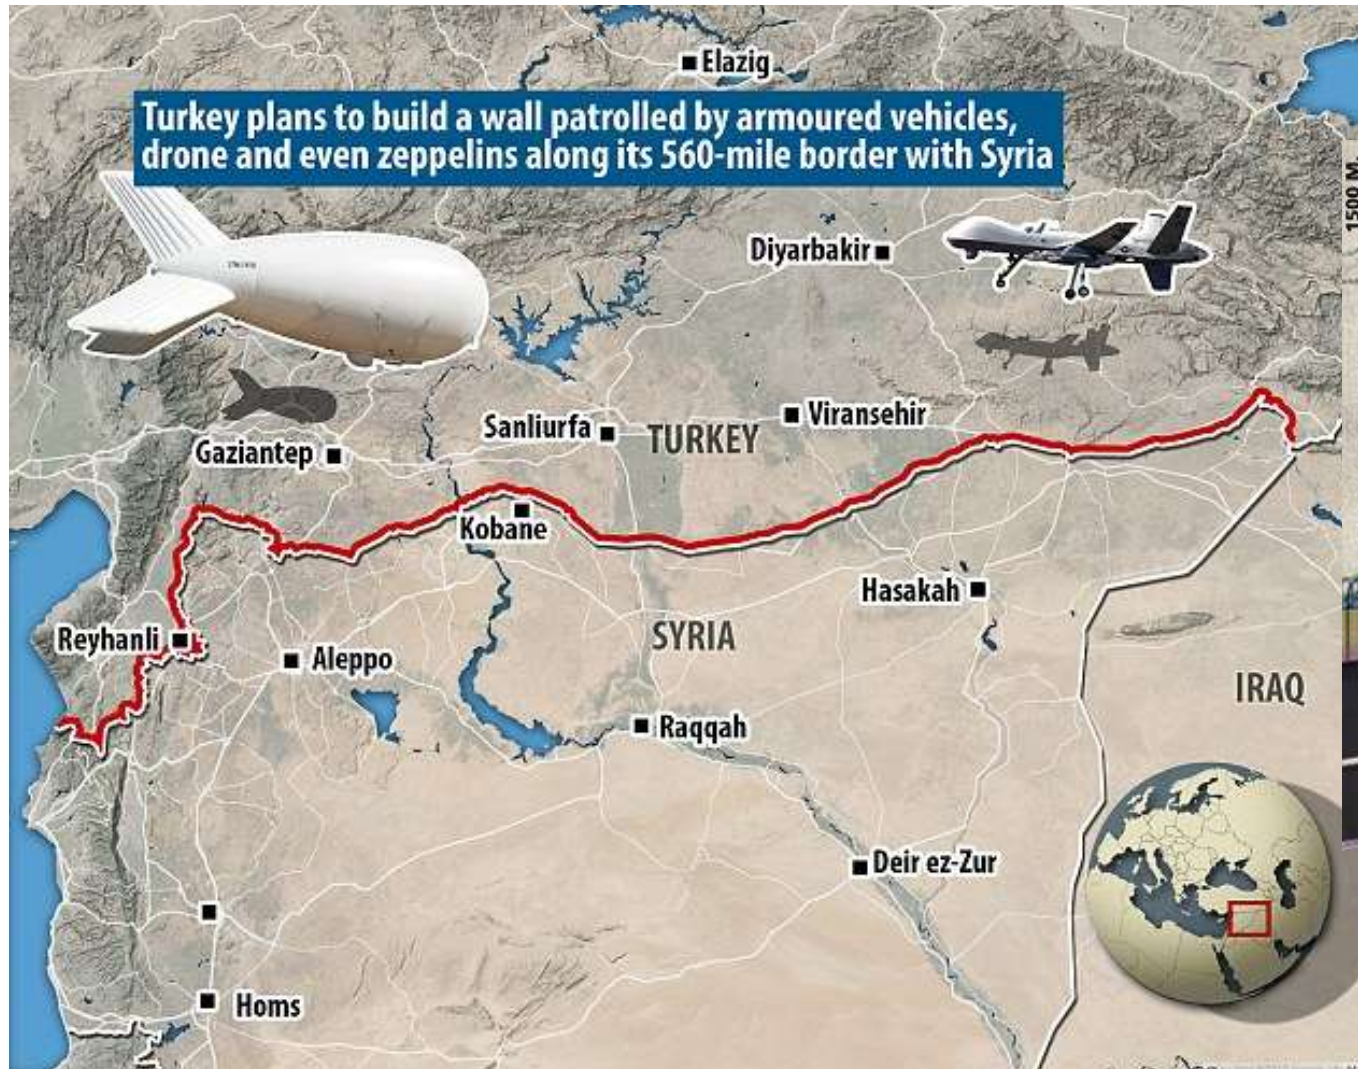 Elazig
Turkey plans to build a wall patrolled by armoured vehicles,
drone and even zeppelins along its 560-mile border with Syria
1500 M.
Diyarbakir
Viransehir
Sanliurfa
TURKEY
Gaziantep
Kobane
Hasakah
Reyhanli
SYRIA
Aleppo
IRAQ
Raqqah
Deir ez-Zur
Homs